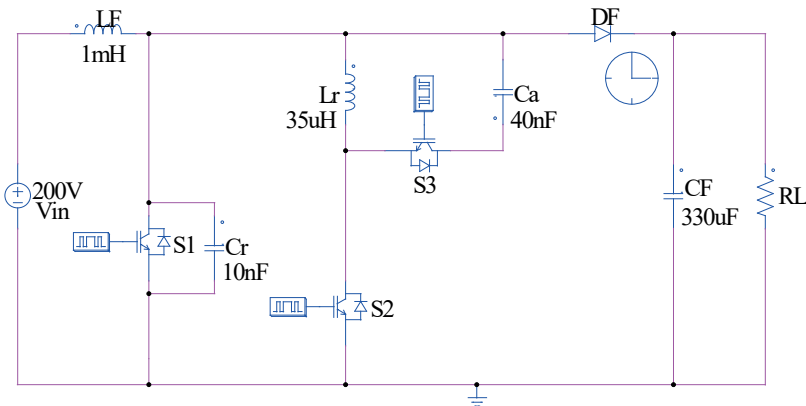 LF
1mH
DF
Lr
35uH
Ca
40nF
S3
200V
Vin
S1
Cr
10nF
S2
CF
330uF
RL